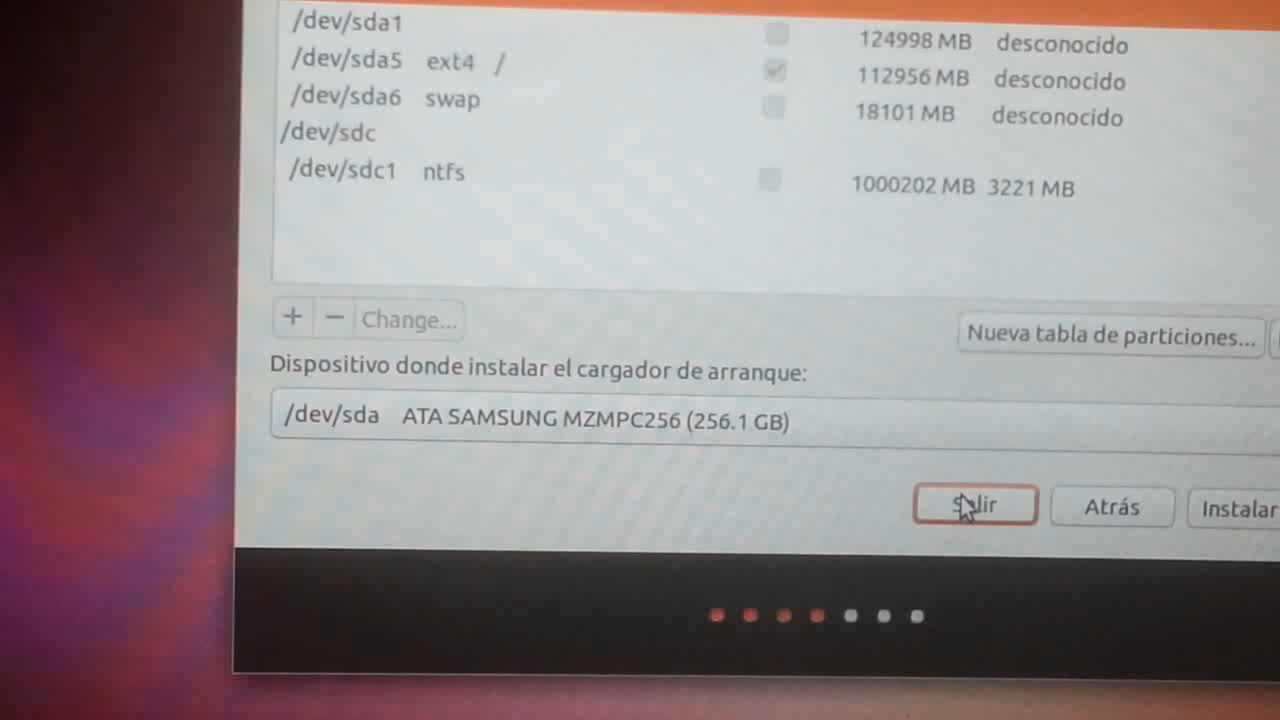 /dev/sda1 124998 MB desconocido
/dev/sda5 ext4 / 112956 MB desconocido
/dev/sda6 swap 18101 MB desconocido
/dev/sdc
/dev/sdc1 ntfs 1000202 MB 3221 MB
+ − Change... Nueva tabla de particiones...
Dispositivo donde instalar el cargador de arranque:
/dev/sda ATA SAMSUNG MZMPC256 (256.1 GB)
Salir Atrás Instalar